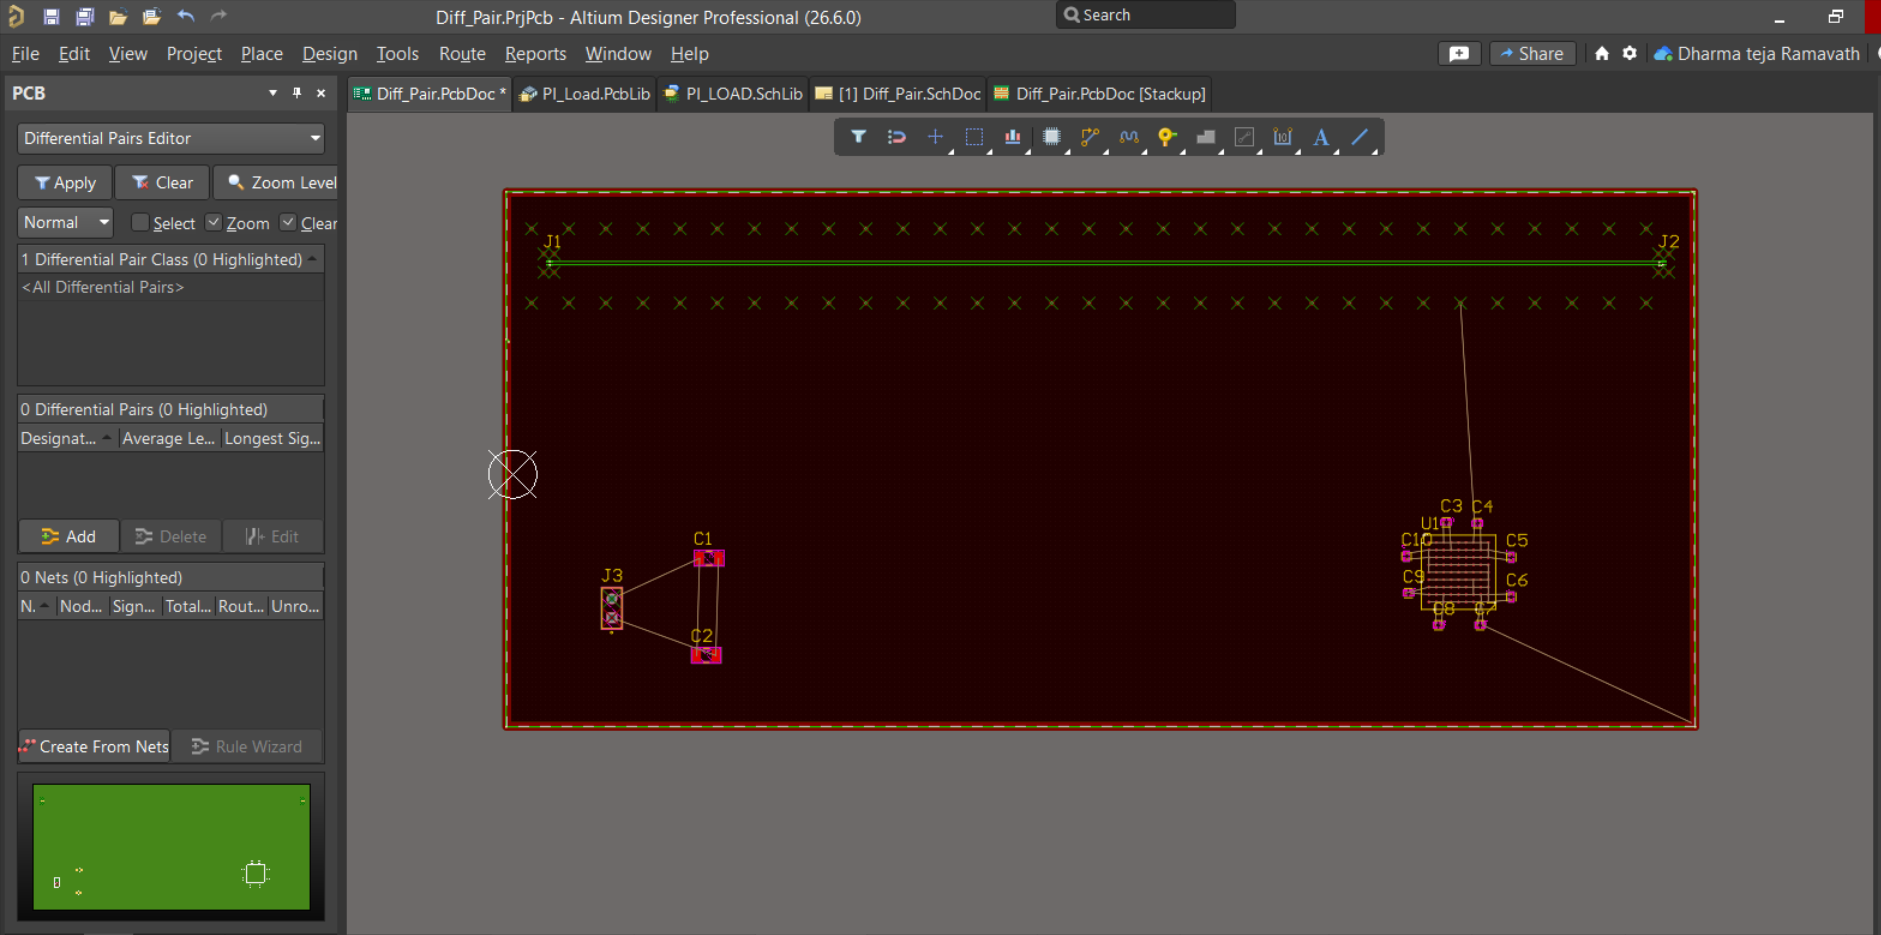 Diff_Pair.PrjPcb - Altium Designer Professional (26.6.0)
Search
File Edit View Project Place Design Tools Route Reports Window Help
Share
Dharma teja Ramavath
PCB
Diff_Pair.PcbDoc *
PI_Load.PcbLib
PI_LOAD.SchLib
[1] Diff_Pair.SchDoc
Diff_Pair.PcbDoc [Stackup]
Differential Pairs Editor
Apply
Clear
Zoom Level
Normal
Select
Zoom
Clear
1 Differential Pair Class (0 Highlighted)
<All Differential Pairs>
0 Differential Pairs (0 Highlighted)
Designat... Average Le... Longest Sig...
Add
Delete
Edit
0 Nets (0 Highlighted)
N. Nod... Sign... Total... Rout... Unro...
Create From Nets
Rule Wizard
J1
J2
C3
C4
U1
C10
C5
C1
J3
C9
C6
C8
C7
C2